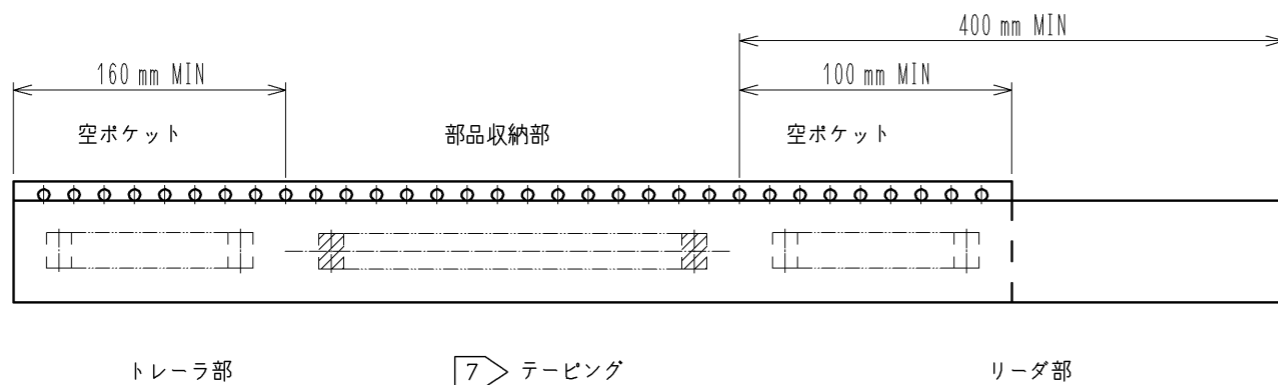 400 mm MIN
160 mm MIN
100 mm MIN
空ポケット 部品収納部 空ポケット
トレーラ部 7 テーピング リーダ部